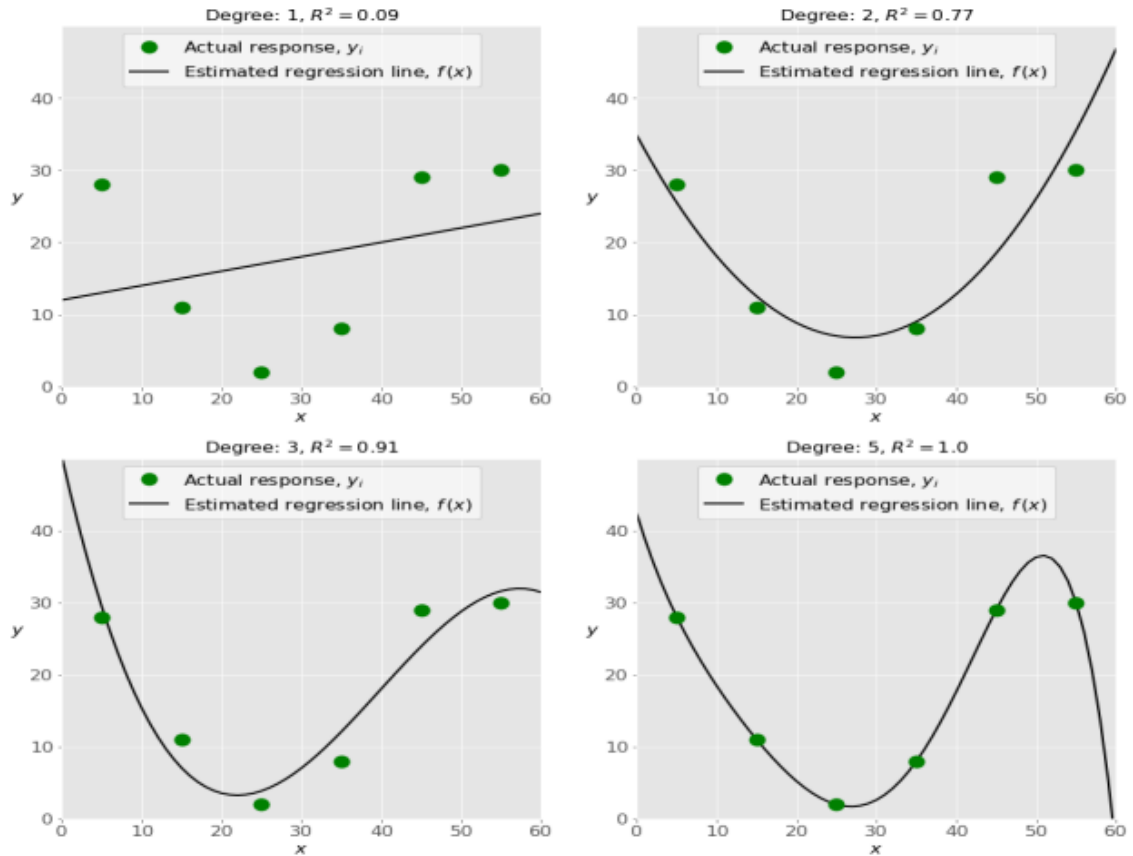 Degree: 1, R² = 0.09
Actual response, yᵢ
Estimated regression line, f(x)
40
30
y
20
10
0
0 10 20 30 40 50 60
x
Degree: 2, R² = 0.77
Actual response, yᵢ
Estimated regression line, f(x)
40
30
y
20
10
0
0 10 20 30 40 50 60
x
Degree: 3, R² = 0.91
Actual response, yᵢ
Estimated regression line, f(x)
40
30
y
20
10
0
0 10 20 30 40 50 60
x
Degree: 5, R² = 1.0
Actual response, yᵢ
Estimated regression line, f(x)
40
30
y
20
10
0
0 10 20 30 40 50 60
x